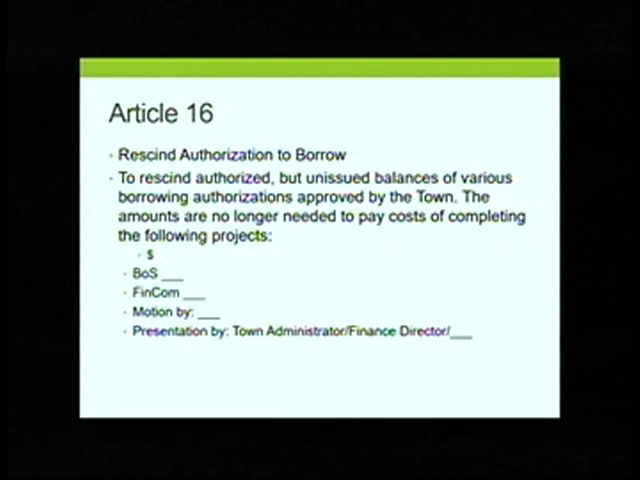 Article 16
• Rescind Authorization to Borrow
• To rescind authorized, but unissued balances of various
borrowing authorizations approved by the Town. The
amounts are no longer needed to pay costs of completing
the following projects:
• $
• BoS ___
• FinCom ___
• Motion by: ___
• Presentation by: Town Administrator/Finance Director/___